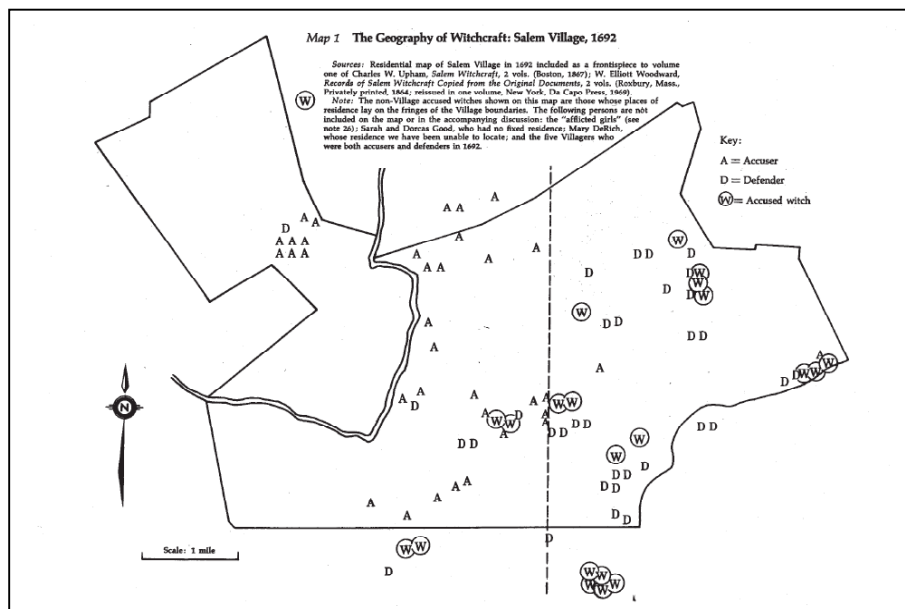 Map 1 The Geography of Witchcraft: Salem Village, 1692
Sources: Residential map of Salem Village in 1692 included as a frontispiece to volume
one of Charles W. Upham, Salem Witchcraft, 2 vols. (Boston, 1867); W. Elliott Woodward,
Records of Salem Witchcraft Copied from the Original Documents, 2 vols. (Roxbury, Mass.,
Privately printed, 1864; reissued in one volume, New York, Da Capo Press, 1969).
Note: The non-Village accused witches shown on this map are those whose places of
residence lay on the fringes of the Village boundaries. The following persons are not
included on the map or in the accompanying discussion: the "afflicted girls" (see
note 26); Sarah and Dorcas Good, who had no fixed residence; Mary DeRich,
whose residence we have been unable to locate; and the five Villagers who
were both accusers and defenders in 1692.
W
Key:
A = Accuser
D = Defender
W = Accused witch
A
A A
A
A
D
A A A
A A A
A
A
A
A A
A
W
D D
D
D
D W
W
D
D W
W
D D
D D
A
A
A
A
D W W W
D
A
A
D
A
A
W W
D
A
A
A
A
A
W W
D D
D D
D D
D D
W
W
D
D D
D D
D
D
A
A
A
A
A
N
W W
D
D
W
W
W
W
W
Scale: 1 mile